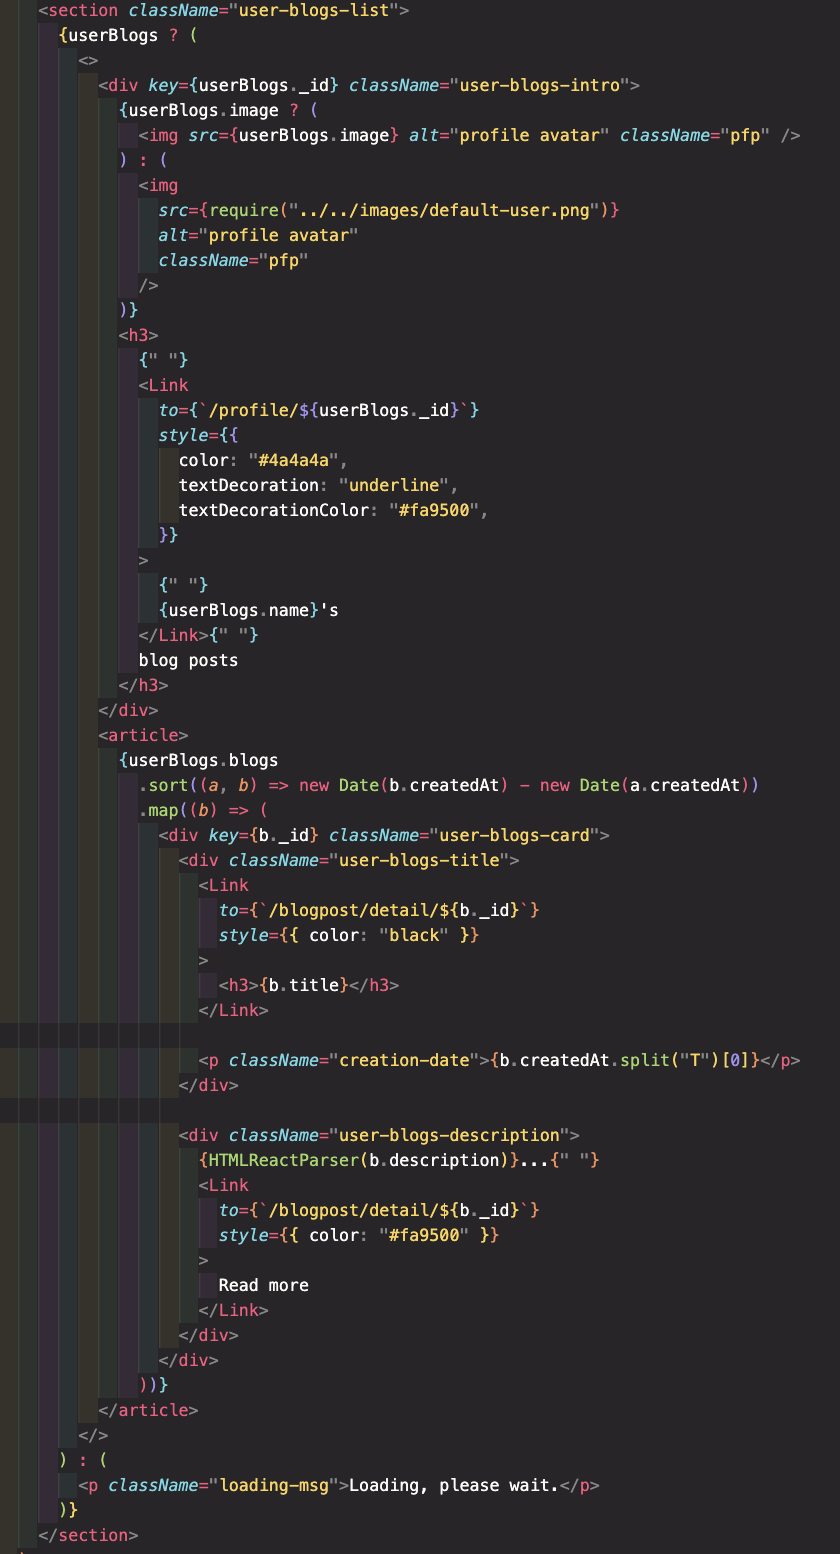 <section className="user-blogs-list">
{userBlogs ? (
<>
<div key={userBlogs._id} className="user-blogs-intro">
{userBlogs.image ? (
<img src={userBlogs.image} alt="profile avatar" className="pfp" />
) : (
<img
src={require("../../images/default-user.png")}
alt="profile avatar"
className="pfp"
/>
)}
<h3>
{" "}
<Link
to={`/profile/${userBlogs._id}`}
style={{
color: "#4a4a4a",
textDecoration: "underline",
textDecorationColor: "#fa9500",
}}
>
{" "}
{userBlogs.name}'s
</Link>{" "}
blog posts
</h3>
</div>
<article>
{userBlogs.blogs
.sort((a, b) => new Date(b.createdAt) - new Date(a.createdAt))
.map((b) => (
<div key={b._id} className="user-blogs-card">
<div className="user-blogs-title">
<Link
to={`/blogpost/detail/${b._id}`}
style={{ color: "black" }}
>
<h3>{b.title}</h3>
</Link>
<p className="creation-date">{b.createdAt.split("T")[0]}</p>
</div>
<div className="user-blogs-description">
{HTMLReactParser(b.description)}...{" "}
<Link
to={`/blogpost/detail/${b._id}`}
style={{ color: "#fa9500" }}
>
Read more
</Link>
</div>
</div>
))}
</article>
</>
) : (
<p className="loading-msg">Loading, please wait.</p>
)}
</section>